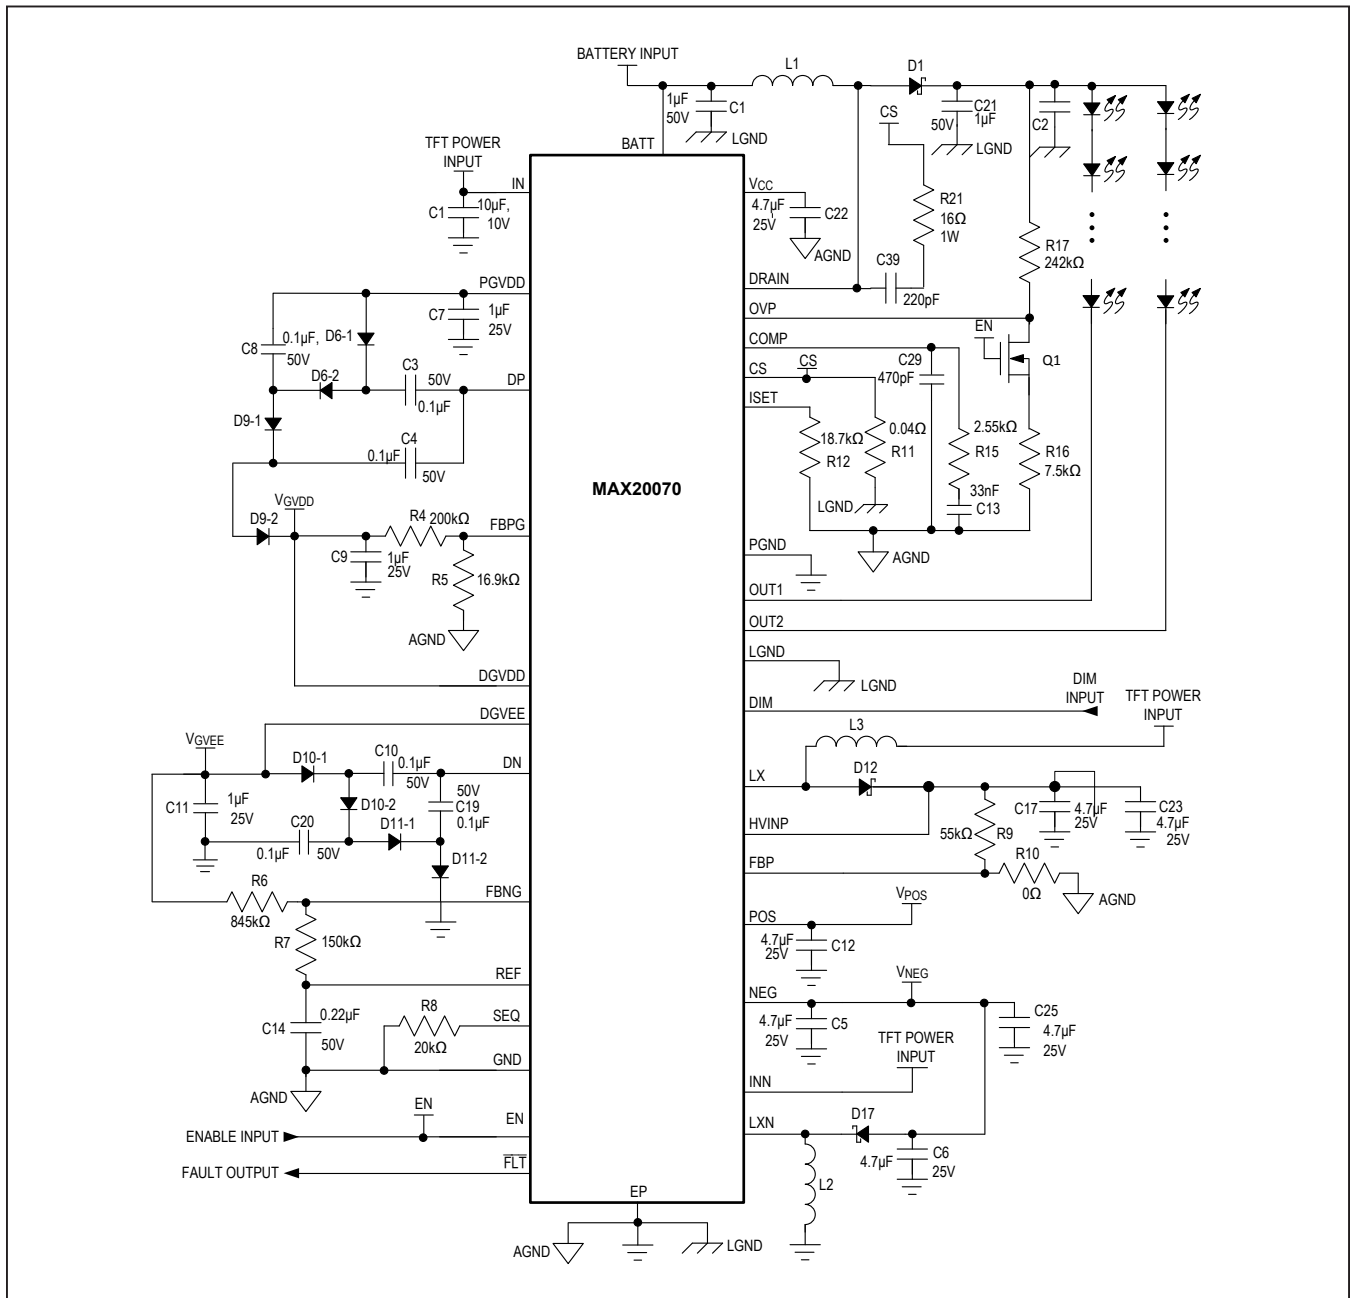 BATTERY INPUT
L1
D1
1µF
50V
C1
LGND
CS
C21
50V
1µF
LGND
C2
BATT
TFT POWER
INPUT
IN
C1
10µF,
10V
VCC
4.7µF
25V
C22
AGND
R21
16Ω
1W
R17
242kΩ
C39
220pF
DRAIN
PGVDD
C7
1µF
25V
OVP
EN
Q1
0.1µF,
C8
50V
D6-1
D6-2
C3
50V
0.1µF
DP
COMP
C29
470pF
CS
CS
ISET
D9-1
C4
0.1µF
50V
18.7kΩ
R12
0.04Ω
R11
2.55kΩ
R15
R16
7.5kΩ
33nF
C13
LGND
AGND
MAX20070
VGVDD
D9-2
R4
200kΩ
FBPG
C9
1µF
25V
R5
16.9kΩ
AGND
PGND
OUT1
OUT2
LGND
LGND
DGVDD
DGVEE
DIM
DIM
INPUT
TFT POWER
INPUT
VGVEE
D10-1
C10
0.1µF
50V
DN
L3
LX
D12
C11
1µF
25V
D10-2
50V
C19
0.1µF
C20
0.1µF
50V
D11-1
D11-2
HVINP
55kΩ
R9
C17
4.7µF
25V
C23
4.7µF
25V
FBP
R10
0Ω
AGND
R6
845kΩ
FBNG
R7
150kΩ
POS
VPOS
4.7µF
25V
C12
REF
NEG
VNEG
C14
0.22µF
50V
R8
20kΩ
SEQ
4.7µF
25V
C5
C25
4.7µF
25V
GND
AGND
TFT POWER
INPUT
INN
EN
EN
ENABLE INPUT
LXN
D17
4.7µF
C6
25V
FAULT OUTPUT
FLT
L2
EP
AGND
LGND